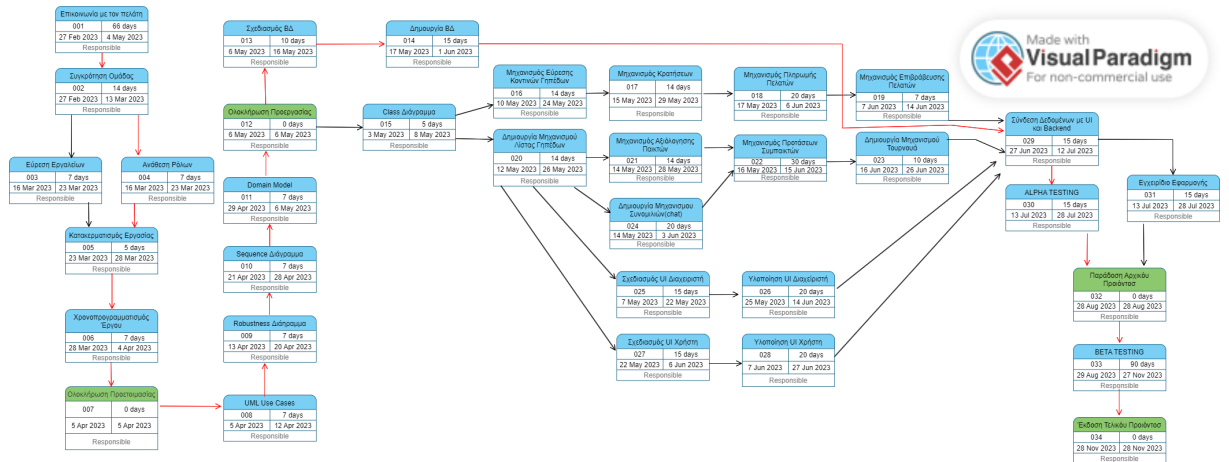 Επικοινωνία με τον πελάτη
001 66 days
27 Feb 2023 4 May 2023
Responsible
Συγκρότηση Ομάδας
002 14 days
27 Feb 2023 13 Mar 2023
Responsible
Εύρεση Εργαλείων
003 7 days
16 Mar 2023 23 Mar 2023
Responsible
Ανάθεση Ρόλων
004 7 days
16 Mar 2023 23 Mar 2023
Responsible
Κατακερματισμός Εργασίας
005 5 days
23 Mar 2023 28 Mar 2023
Responsible
Χρονοπρογραμματισμός
Έργου
006 7 days
28 Mar 2023 4 Apr 2023
Responsible
Ολοκλήρωση Προετοιμασίας
007 0 days
5 Apr 2023 5 Apr 2023
Responsible
Σχεδιασμός ΒΔ
013 10 days
6 May 2023 16 May 2023
Responsible
Ολοκλήρωση Προεργασίας
012 0 days
6 May 2023 6 May 2023
Responsible
Domain Model
011 7 days
29 Apr 2023 6 May 2023
Responsible
Sequence Διάγραμμα
010 7 days
21 Apr 2023 28 Apr 2023
Responsible
Robustness Διάγραμμα
009 7 days
13 Apr 2023 20 Apr 2023
Responsible
UML Use Cases
008 7 days
5 Apr 2023 12 Apr 2023
Responsible
Δημιουργία ΒΔ
014 15 days
17 May 2023 1 Jun 2023
Responsible
Class Διάγραμμα
015 5 days
3 May 2023 8 May 2023
Responsible
Μηχανισμός Εύρεσης
Κοντινών Γηπέδων
016 14 days
10 May 2023 24 May 2023
Responsible
Μηχανισμός Κρατήσεων
017 14 days
15 May 2023 29 May 2023
Responsible
Μηχανισμός Πληρωμής
Πελατών
018 20 days
17 May 2023 6 Jun 2023
Responsible
Μηχανισμός Επιβράβευσης
Πελατών
019 7 days
7 Jun 2023 14 Jun 2023
Responsible
Δημιουργία Μηχανισμού
Λίστας Γηπέδων
020 14 days
12 May 2023 26 May 2023
Responsible
Μηχανισμός Αξιολόγησης
Παικτών
021 14 days
14 May 2023 28 May 2023
Responsible
Μηχανισμός Προτάσεων
Συμπαικτών
022 30 days
16 May 2023 15 Jun 2023
Responsible
Δημιουργία Μηχανισμού
Τουρνουά
023 10 days
16 Jun 2023 26 Jun 2023
Responsible
Δημιουργία Μηχανισμου
Συνομιλιών(chat)
024 20 days
14 May 2023 3 Jun 2023
Responsible
Σχεδιασμός UI Διαχειριστή
025 15 days
7 May 2023 22 May 2023
Responsible
Υλοποίηση UI Διαχείριστή
026 20 days
25 May 2023 14 Jun 2023
Responsible
Σχεδιασμός UI Χρήστη
027 15 days
22 May 2023 6 Jun 2023
Responsible
Υλοποίηση UI Χρήστη
028 20 days
7 Jun 2023 27 Jun 2023
Responsible
Made with
Visual Paradigm
For non-commercial use
Σύνδεση Δεδομένων με UI
και Backend
029 15 days
27 Jun 2023 12 Jul 2023
Responsible
ALPHA TESTING
030 15 days
13 Jul 2023 28 Jul 2023
Responsible
Εγχειρίδιο Εφαρμογής
031 15 days
13 Jul 2023 28 Jul 2023
Responsible
Παράδοση Αρχικόυ
Προιόντοσ
032 0 days
28 Aug 2023 28 Aug 2023
Responsible
BETA TESTING
033 90 days
29 Aug 2023 27 Nov 2023
Responsible
Έκδοση Τελικόυ Προιόντοσ
034 0 days
28 Nov 2023 28 Nov 2023
Responsible